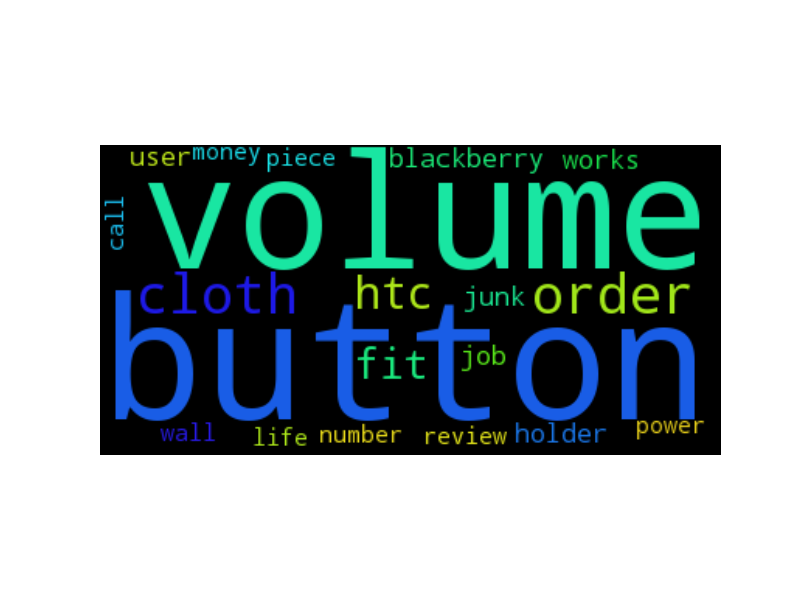 user money piece blackberry works
volume
call
cloth htc junk order
button
fit job
wall life number review holder power